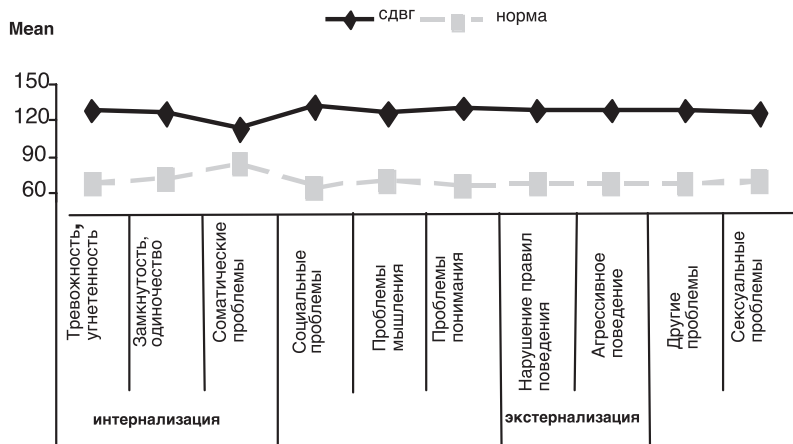 Mean
сдвг норма
150
120
90
60
Тревожность,
угнетенность
Замкнутость,
одиночество
Соматические
проблемы
Социальные
проблемы
Проблемы
мышления
Проблемы
понимания
Нарушение правил
поведения
Агрессивное
поведение
Другие
проблемы
Сексуальные
проблемы
интернализация
экстернализация